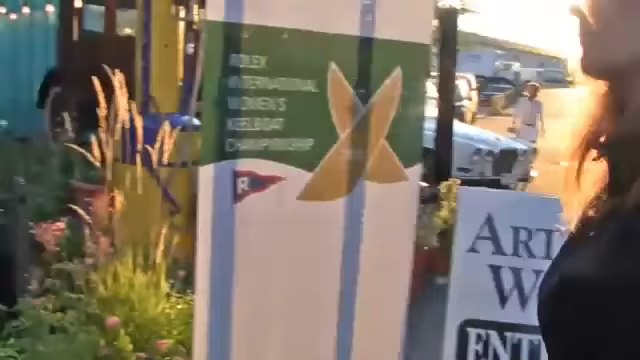 ROLEX
INTERNATIONAL
WOMEN'S
KEELBOAT
CHAMPIONSHIP
R
ART
W
ENT